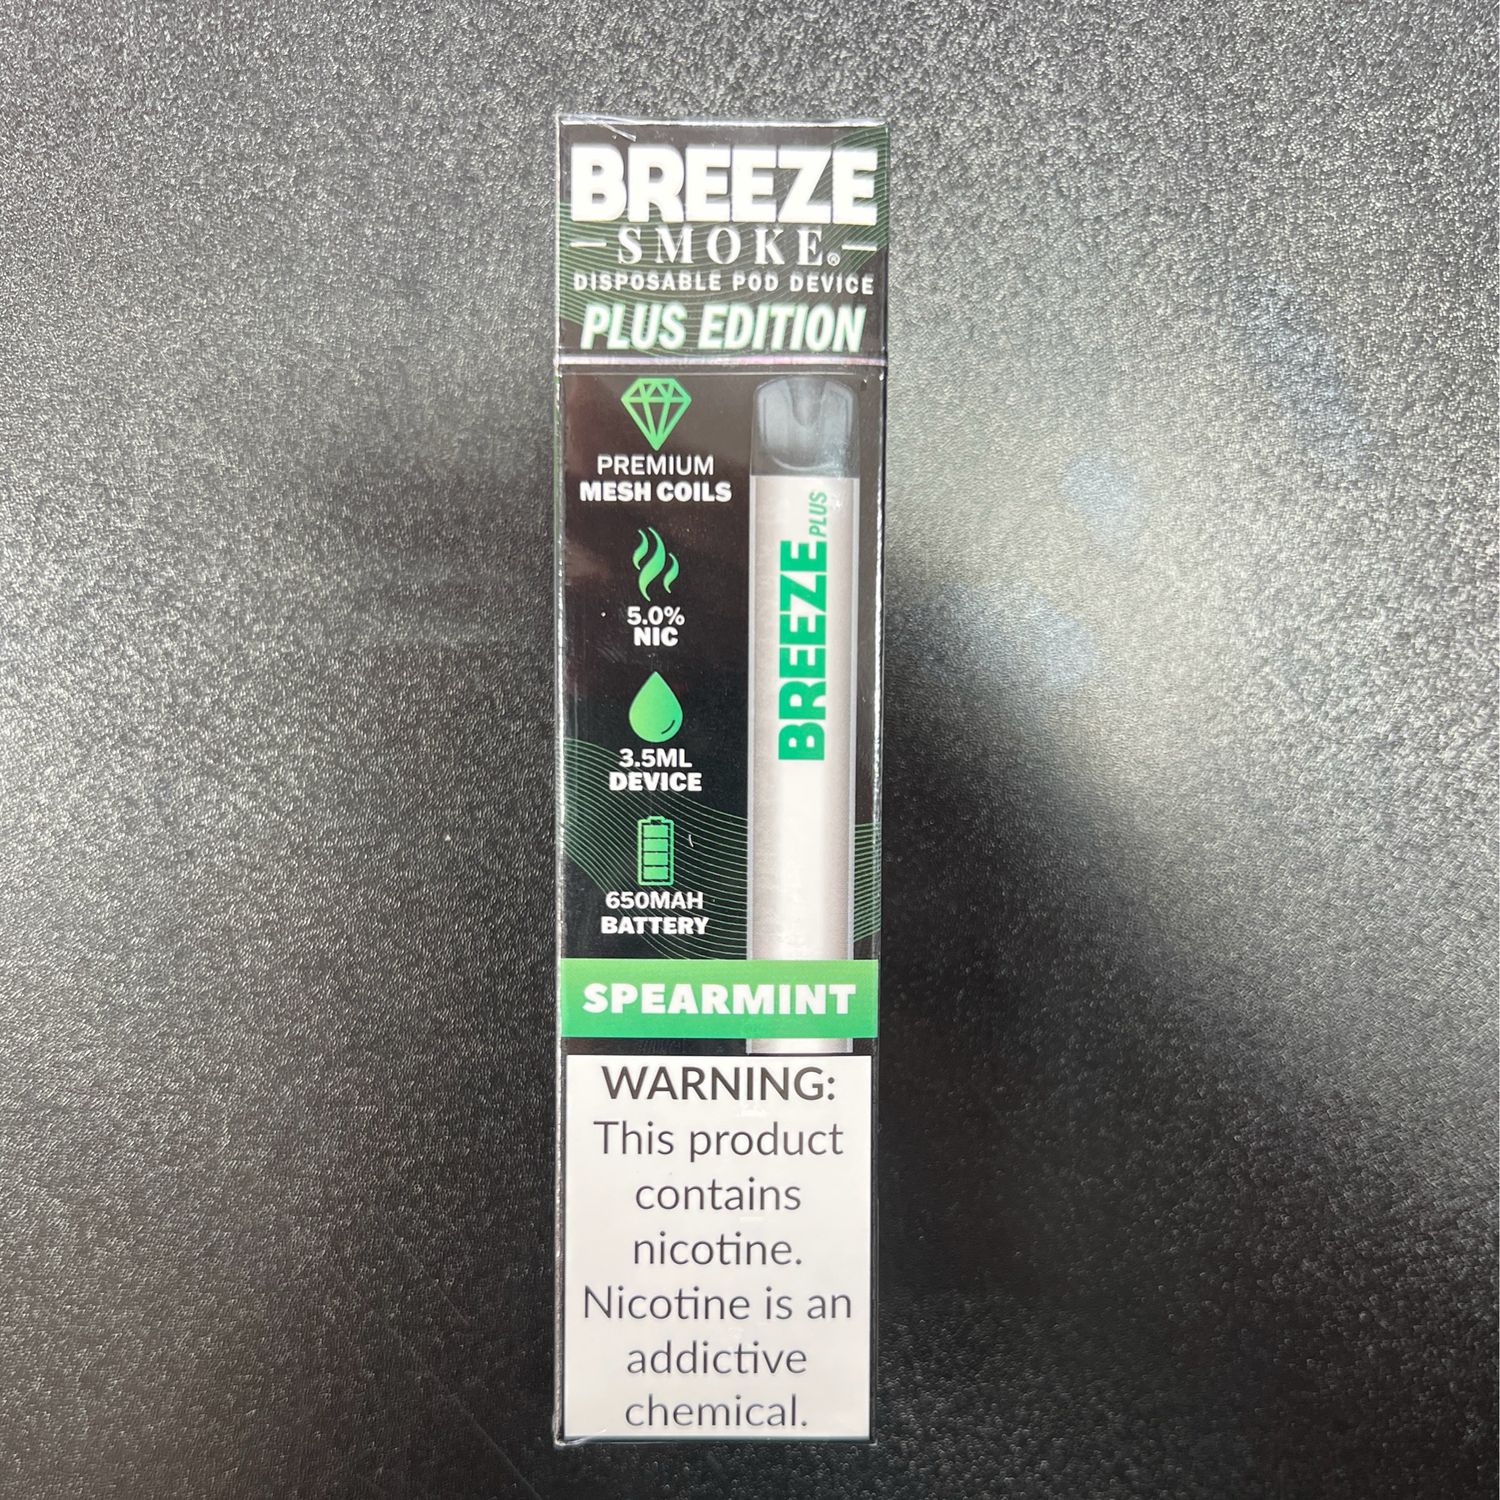 BREEZE
SMOKE®
DISPOSABLE POD DEVICE
PLUS EDITION
PREMIUM
MESH COILS
5.0%
NIC
3.5ML
DEVICE
650MAH
BATTERY
BREEZE PLUS
SPEARMINT
WARNING:
This product
contains
nicotine.
Nicotine is an
addictive
chemical.